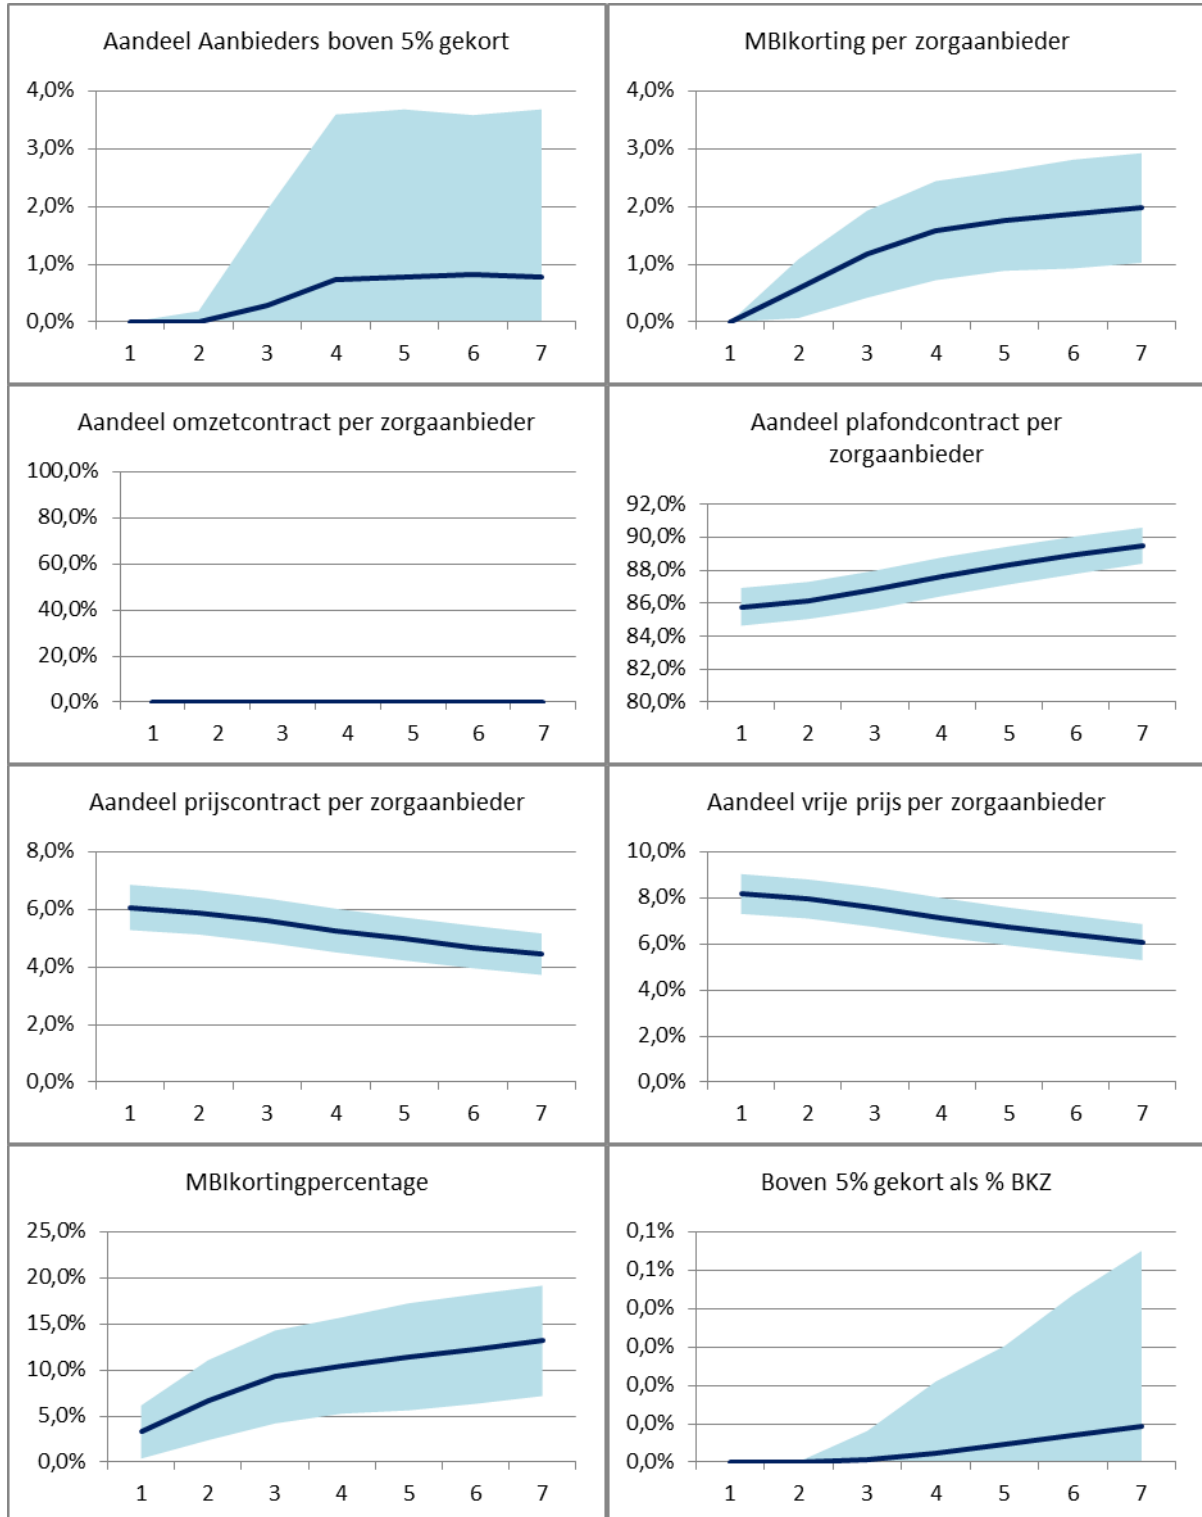 Aandeel Aanbieders boven 5% gekort
4,0%
3,0%
2,0%
1,0%
0,0%
1 2 3 4 5 6 7
MBIkorting per zorgaanbieder
4,0%
3,0%
2,0%
1,0%
0,0%
1 2 3 4 5 6 7
Aandeel omzetcontract per zorgaanbieder
100,0%
80,0%
60,0%
40,0%
20,0%
0,0%
1 2 3 4 5 6 7
Aandeel plafondcontract per
zorgaanbieder
92,0%
90,0%
88,0%
86,0%
84,0%
82,0%
80,0%
1 2 3 4 5 6 7
Aandeel prijscontract per zorgaanbieder
8,0%
6,0%
4,0%
2,0%
0,0%
1 2 3 4 5 6 7
Aandeel vrije prijs per zorgaanbieder
10,0%
8,0%
6,0%
4,0%
2,0%
0,0%
1 2 3 4 5 6 7
MBIkortingpercentage
25,0%
20,0%
15,0%
10,0%
5,0%
0,0%
1 2 3 4 5 6 7
Boven 5% gekort als % BKZ
0,1%
0,1%
0,0%
0,0%
0,0%
0,0%
0,0%
1 2 3 4 5 6 7